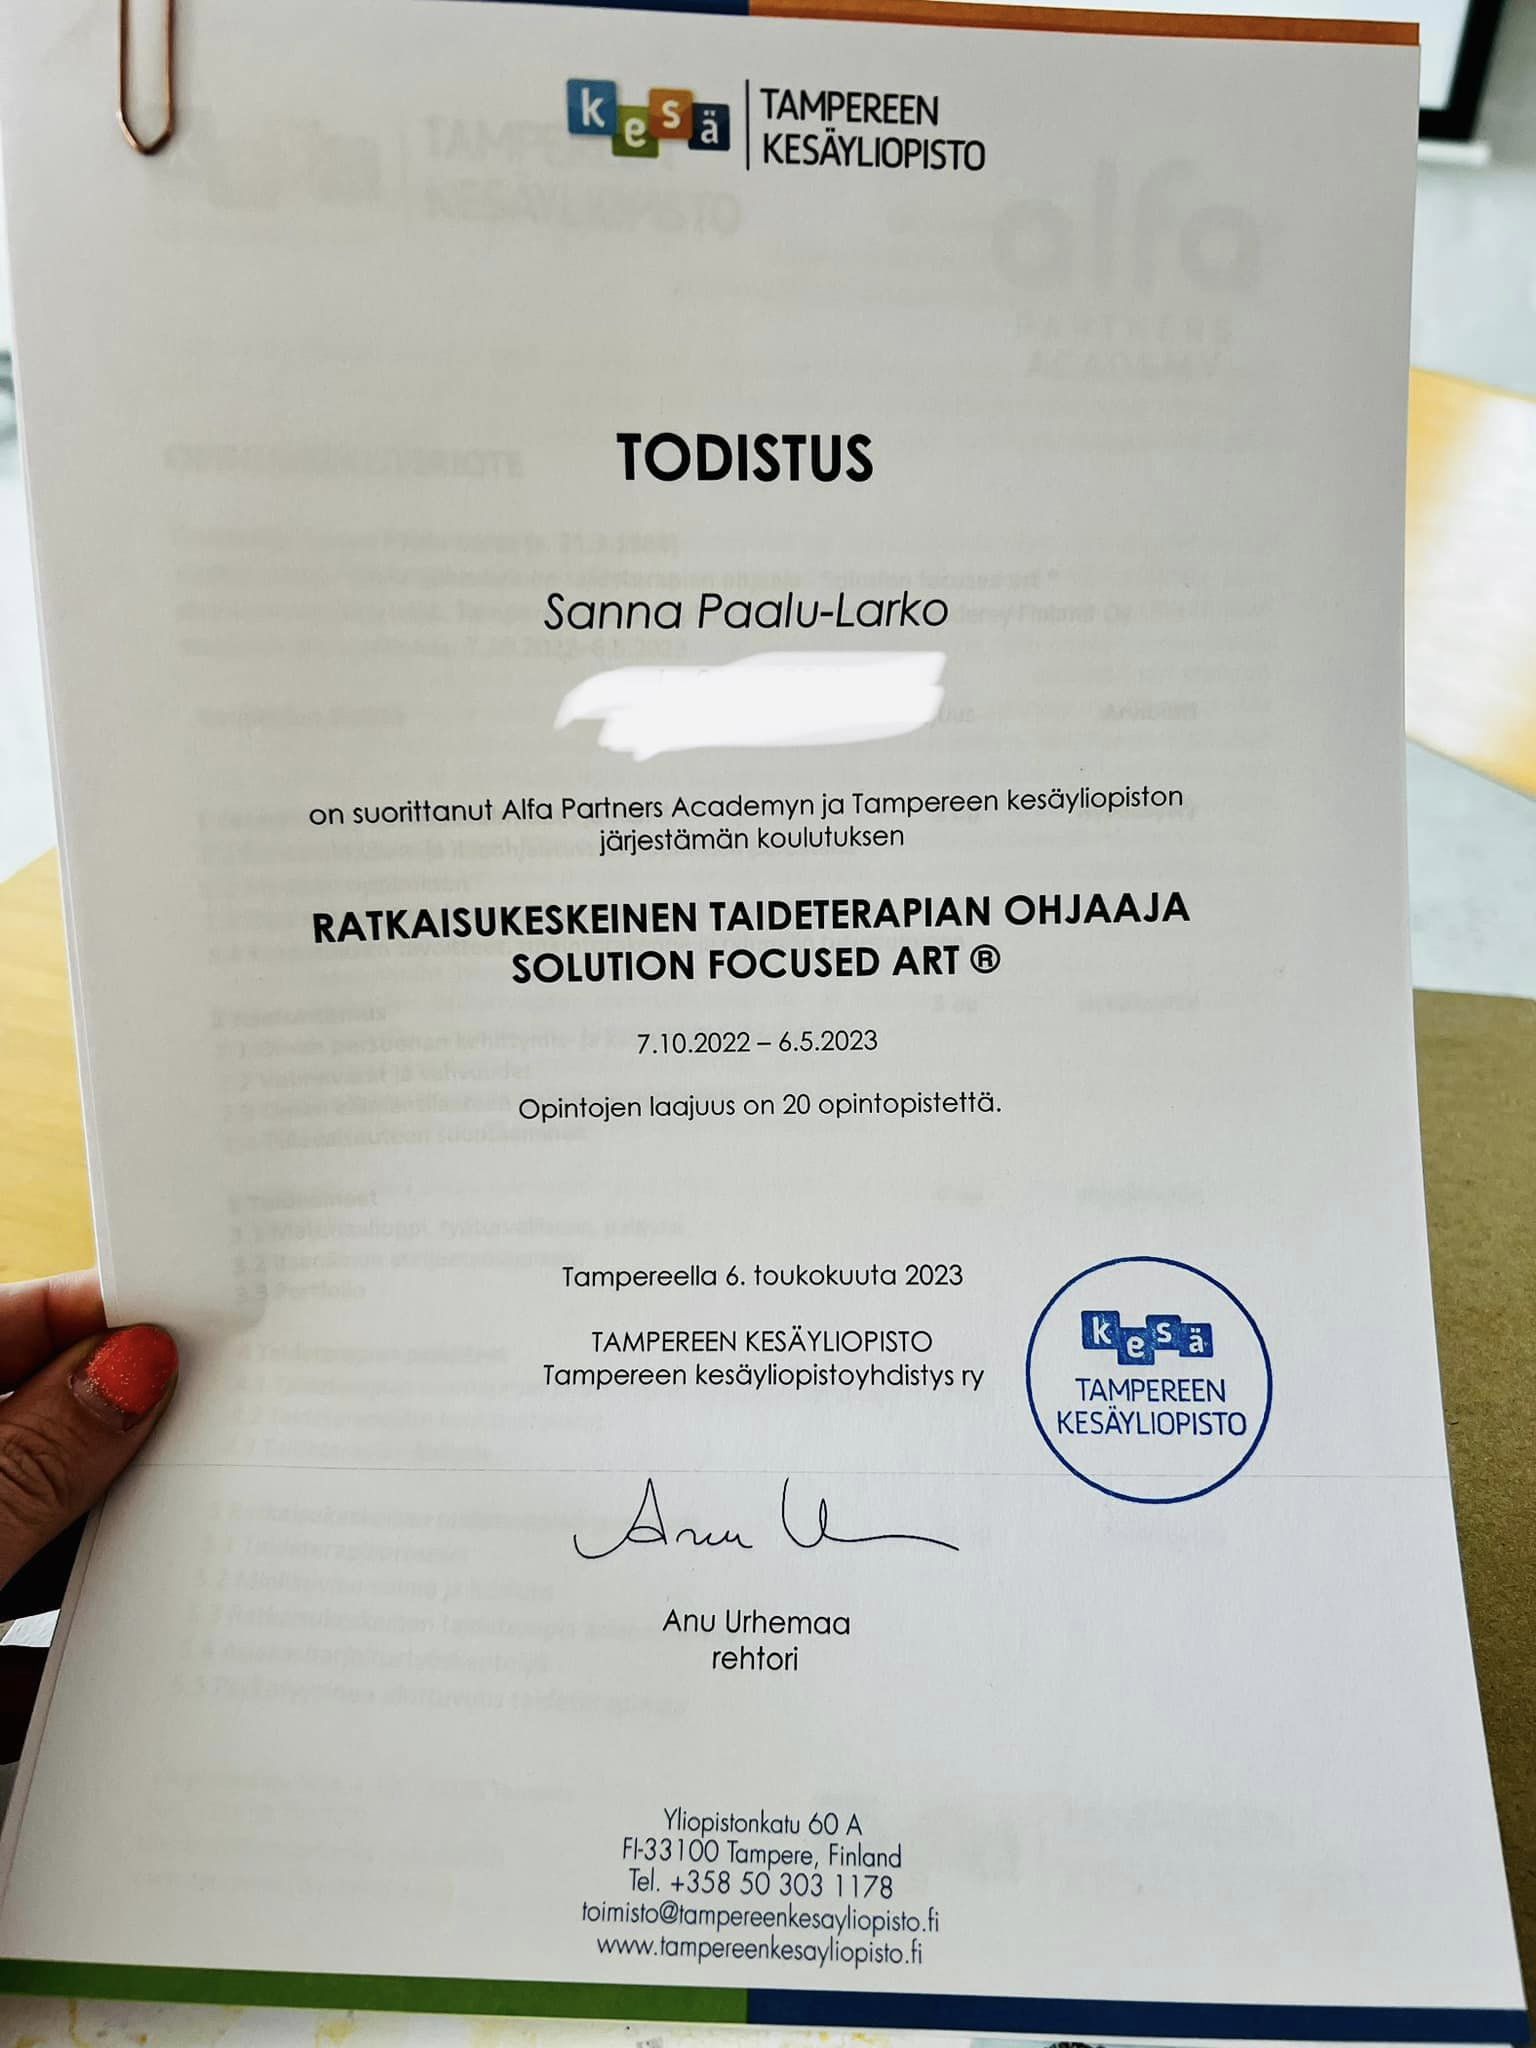 kesä
TAMPEREEN
KESÄYLIOPISTO
alfa
PARTNERS
ACADEMY
TODISTUS
Sanna Paalu-Larko
on suorittanut Alfa Partners Academyn ja Tampereen kesäyliopiston
järjestämän koulutuksen
RATKAISUKESKEINEN TAIDETERAPIAN OHJAAJA
SOLUTION FOCUSED ART ®
7.10.2022 – 6.5.2023
Opintojen laajuus on 20 opintopistettä.
Tampereella 6. toukokuuta 2023
TAMPEREEN KESÄYLIOPISTO
Tampereen kesäyliopistoyhdistys ry
kesä
TAMPEREEN
KESÄYLIOPISTO
Anu Urhemaa
rehtori
Yliopistonkatu 60 A
FI-33100 Tampere, Finland
Tel. +358 50 303 1178
toimisto@tampereenkesayliopisto.fi
www.tampereenkesayliopisto.fi